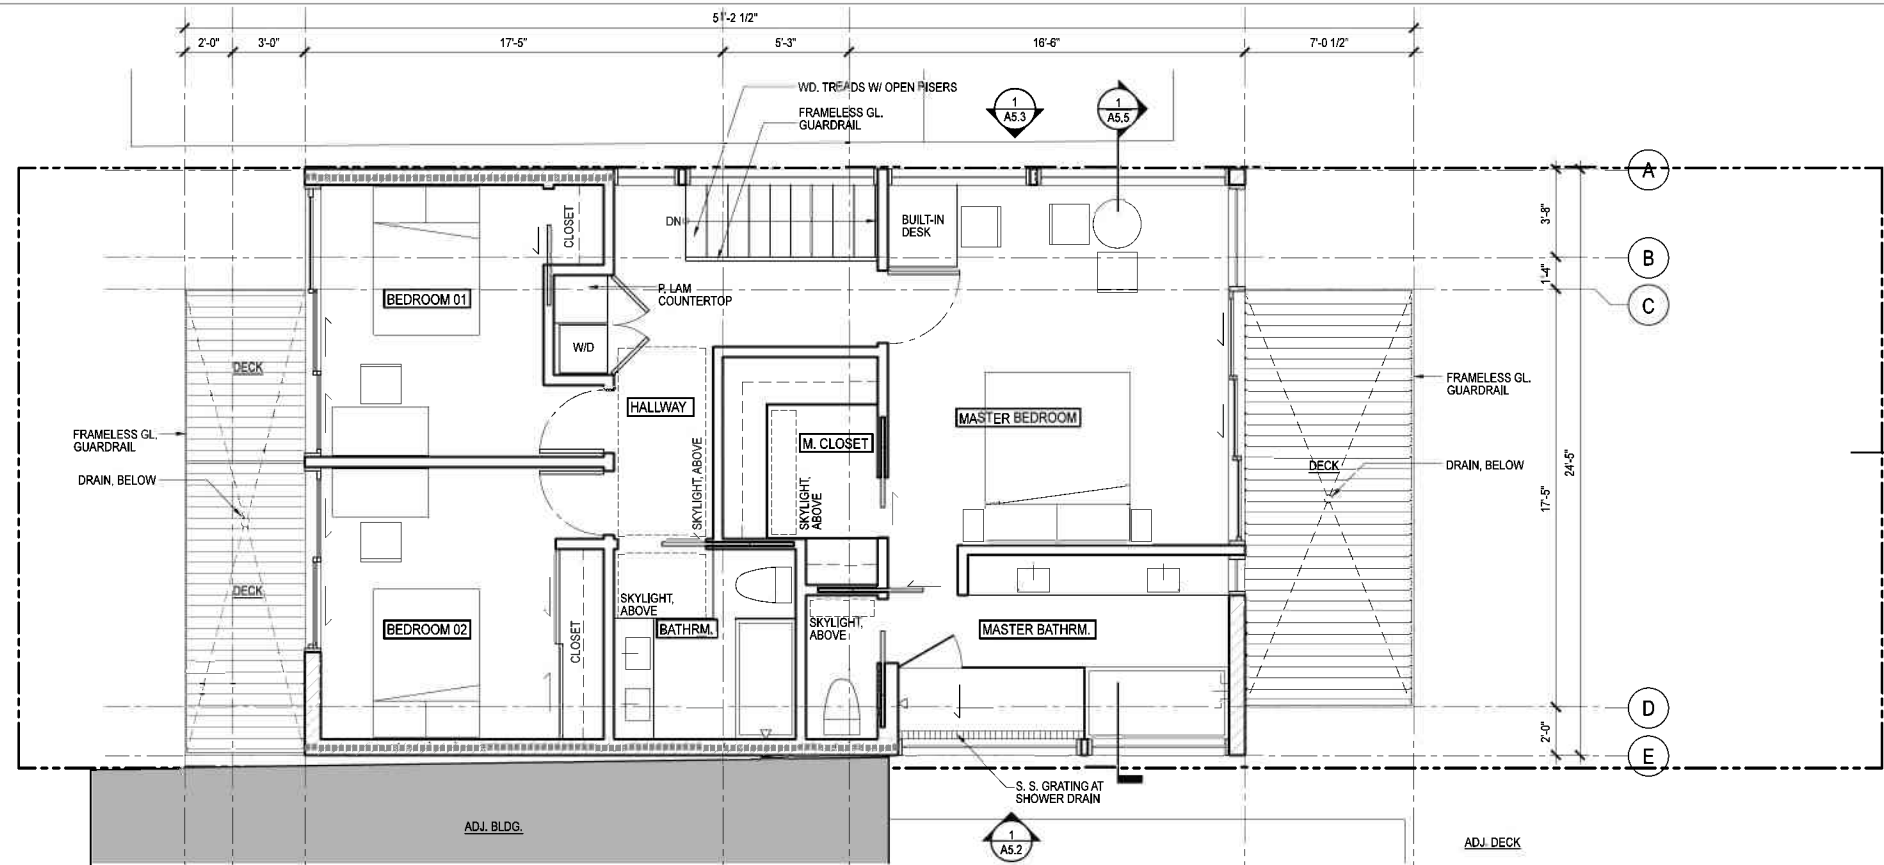 51'-2 1/2"
2'-0"
3'-0"
17'-5"
5'-3"
16'-6"
7'-0 1/2"
WD. TREADS W/ OPEN RISERS
FRAMELESS GL.
GUARDRAIL
1
A5.3
1
A5.5
A
3'-8"
B
1'-4"
C
DN
BUILT-IN
DESK
CLOSET
BEDROOM 01
P. LAM
COUNTERTOP
W/D
DECK
HALLWAY
MASTER BEDROOM
FRAMELESS GL.
GUARDRAIL
FRAMELESS GL.
GUARDRAIL
M. CLOSET
DRAIN, BELOW
SKYLIGHT, ABOVE
SKYLIGHT,
ABOVE
DECK
DRAIN, BELOW
17'-5"
24'-5"
DECK
SKYLIGHT,
ABOVE
BEDROOM 02
CLOSET
BATHRM.
SKYLIGHT,
ABOVE
MASTER BATHRM.
D
2'-0"
E
S. S. GRATING AT
SHOWER DRAIN
ADJ. BLDG.
1
A5.2
ADJ. DECK